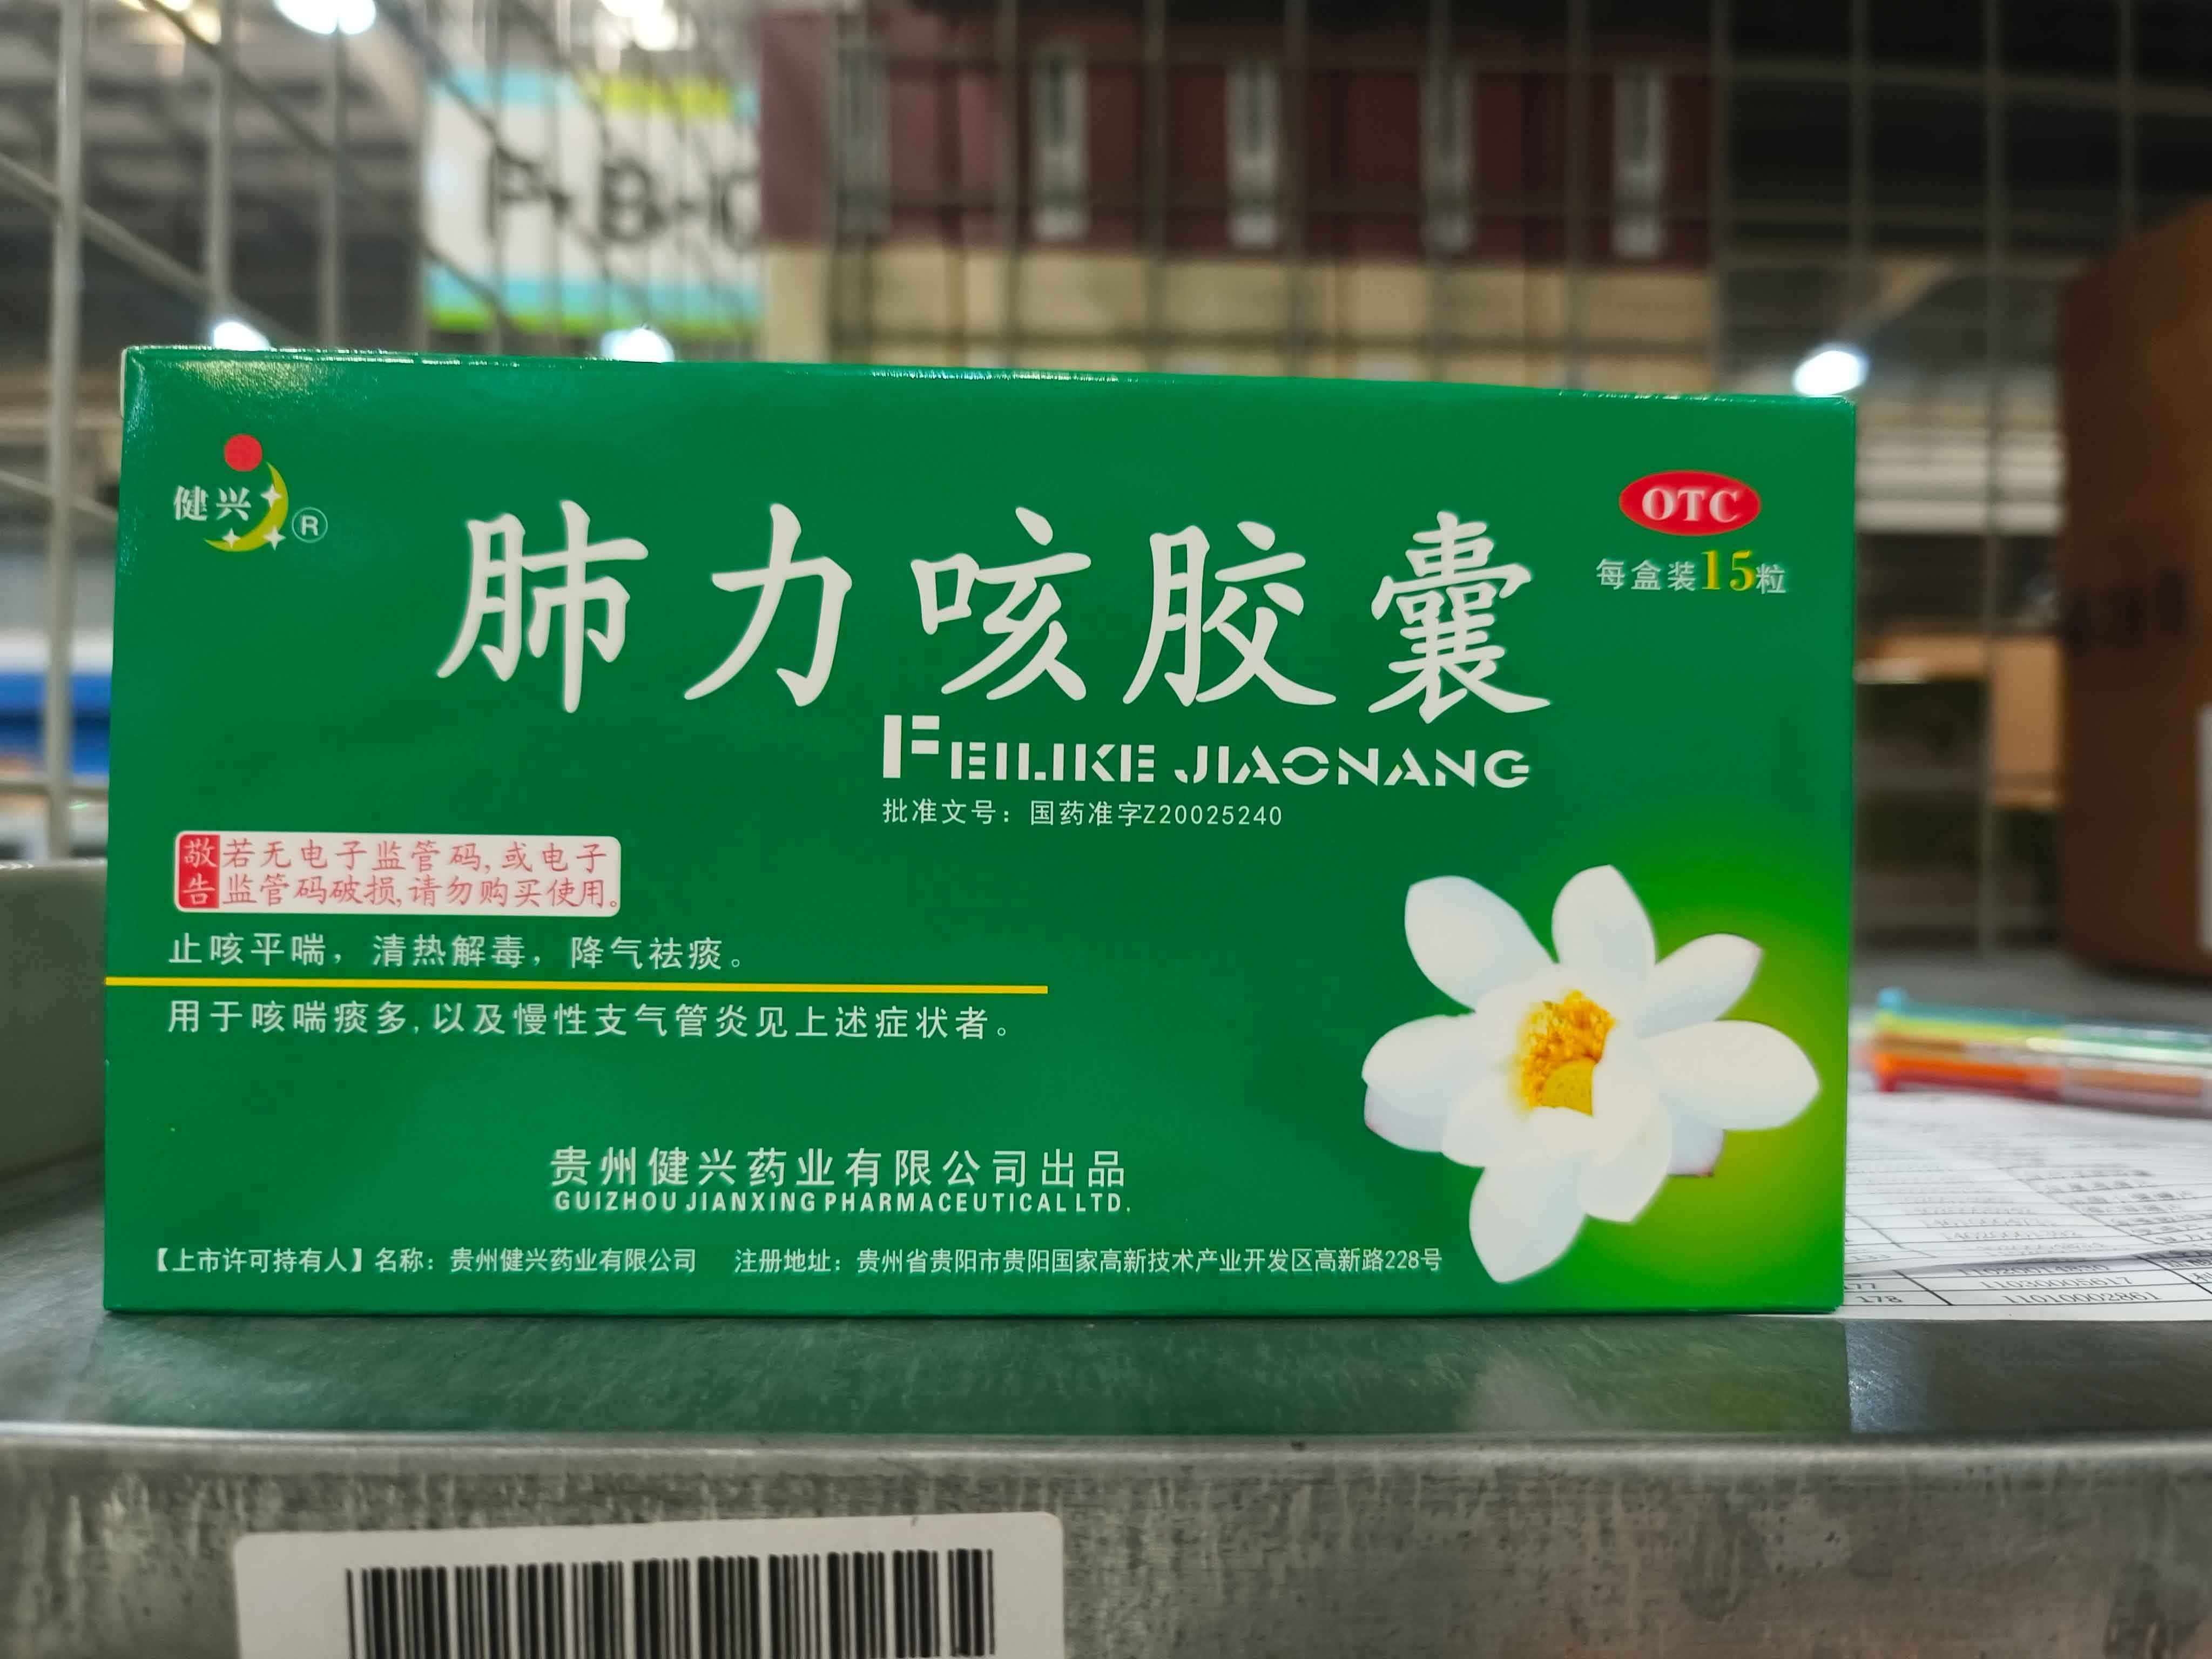 健兴®
OTC
每盒装15粒
肺力咳胶囊
FEILIKE JIAONANG
批准文号：国药准字Z20025240
敬告
若无电子监管码,或电子
监管码破损,请勿购买使用。
止咳平喘，清热解毒，降气祛痰。
用于咳喘痰多,以及慢性支气管炎见上述症状者。
贵州健兴药业有限公司出品
GUIZHOU JIANXING PHARMACEUTICAL LTD.
【上市许可持有人】名称：贵州健兴药业有限公司 注册地址：贵州省贵阳市贵阳国家高新技术产业开发区高新路228号
11030005617
178 11010002861